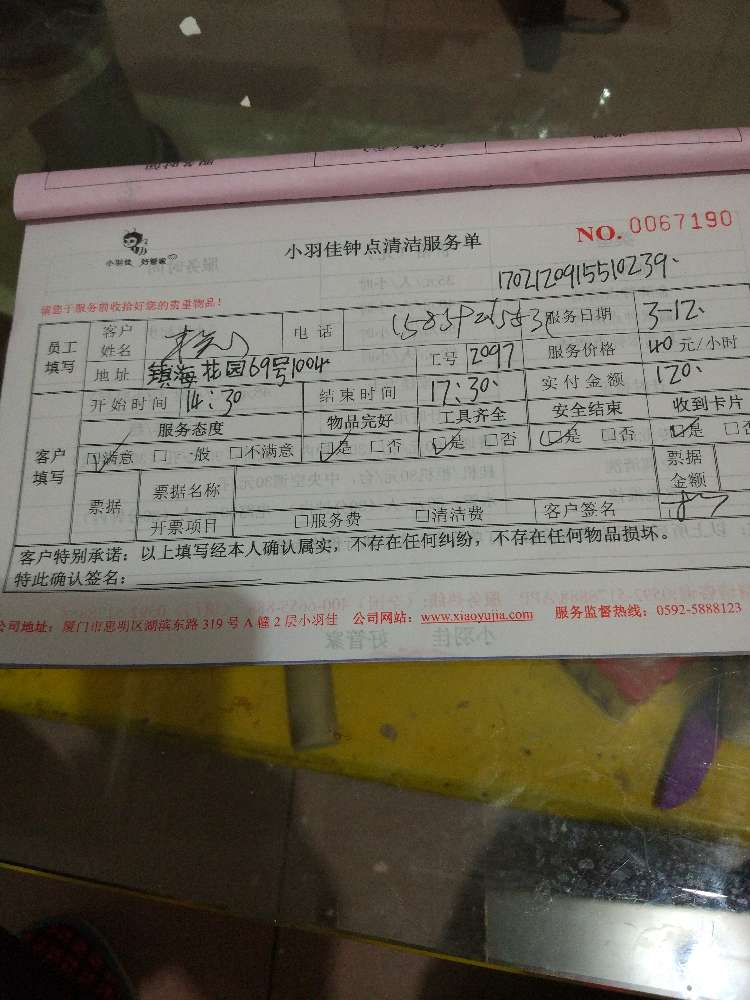 小羽佳 好管家
小羽佳钟点清洁服务单
NO. 0067190
1702120915510239
请您于服务前收拾好您的贵重物品!
员工填写 客户姓名 电话 服务日期 3-12
地址 镇海花园69号1004 工号 2097 服务价格 40元/小时
客户填写 开始时间 14:30 结束时间 17:30 实付金额 120
服务态度 物品完好 工具齐全 安全结束 收到卡片
☑满意 □一般 □不满意 ☑是 □否 ☑是 □否 ☑是 □否 ☑是 □否
票据 票据名称 票据金额
开票项目 □服务费 □清洁费 客户签名
客户特别承诺:以上填写经本人确认属实,不存在任何纠纷,不存在任何物品损坏。
特此确认签名:
公司地址:厦门市思明区湖滨东路319号A幢2层小羽佳 公司网站:www.xiaoyujia.com 服务监督热线:0592-5888123